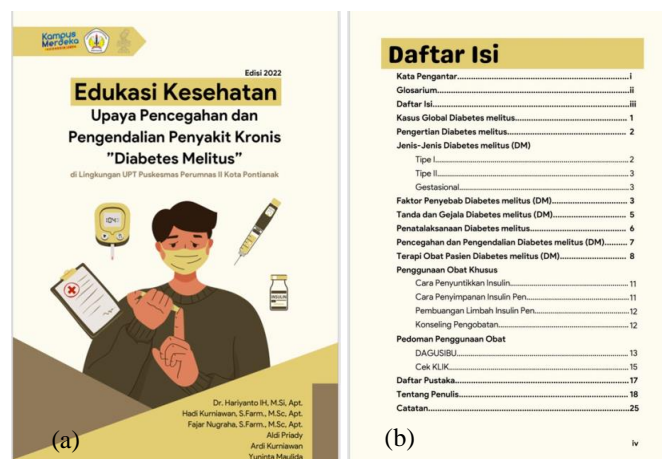 Kampus
Merdeka
Edisi 2022
Edukasi Kesehatan
Upaya Pencegahan dan
Pengendalian Penyakit Kronis
"Diabetes Melitus"
di Lingkungan UPT Puskesmas Perumnas II Kota Pontianak
104
INSULIN
Dr. Hariyanto IH, M.Si, Apt.
Hadi Kurniawan, S.Farm., M.Sc, Apt.
Fajar Nugraha, S.Farm., M.Sc, Apt.
Aldi Priady
Ardi Kurniawan
Yuninta Maulida
(a)
Daftar Isi
Kata Pengantar.....i
Glosarium.....ii
Daftar Isi.....iii
Kasus Global Diabetes melitus..... 1
Pengertian Diabetes melitus..... 2
Jenis-Jenis Diabetes melitus (DM)
Tipe I.....2
Tipe II.....3
Gestasional.....3
Faktor Penyebab Diabetes melitus (DM)..... 3
Tanda dan Gejala Diabetes melitus (DM)..... 5
Penatalaksanaan Diabetes melitus..... 6
Pencegahan dan Pengendalian Diabetes melitus (DM)..... 7
Terapi Obat Pasien Diabetes melitus (DM)..... 8
Penggunaan Obat Khusus
Cara Penyuntikkan Insulin..... 11
Cara Penyimpanan Insulin Pen.....11
Pembuangan Limbah Insulin Pen..... 12
Konseling Pengobatan..... 12
Pedoman Penggunaan Obat
DAGUSIBU..... 13
Cek KLIK..... 15
Daftar Pustaka.....17
Tentang Penulis..... 18
Catatan.....25
(b)
iv